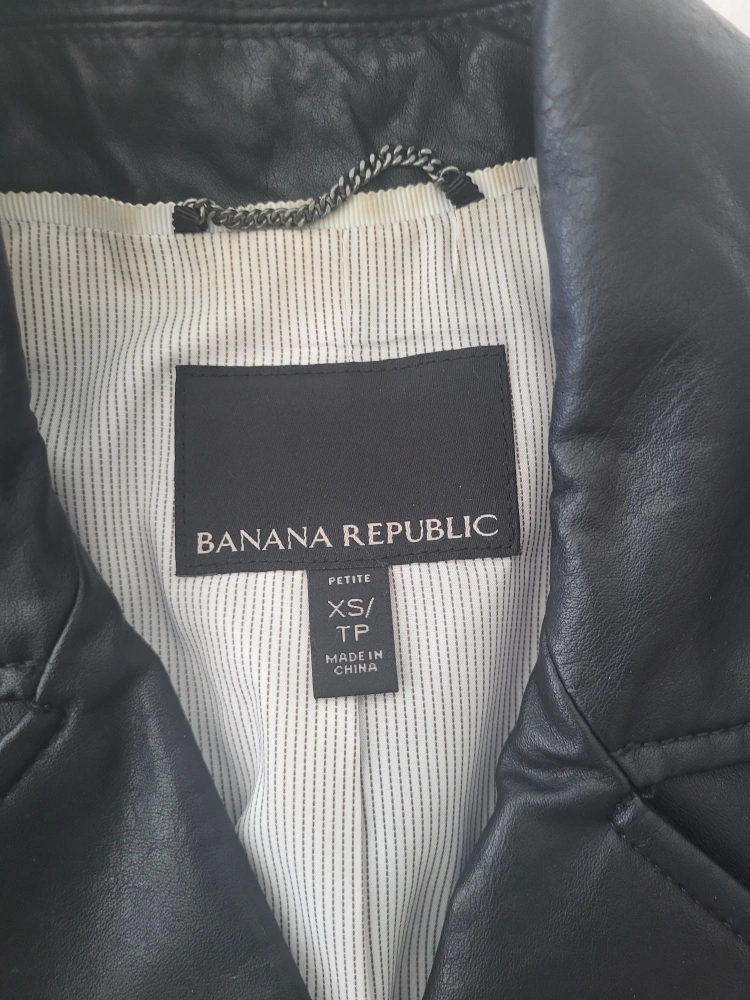 BANANA REPUBLIC
PETITE
XS/
TP
MADE IN
CHINA